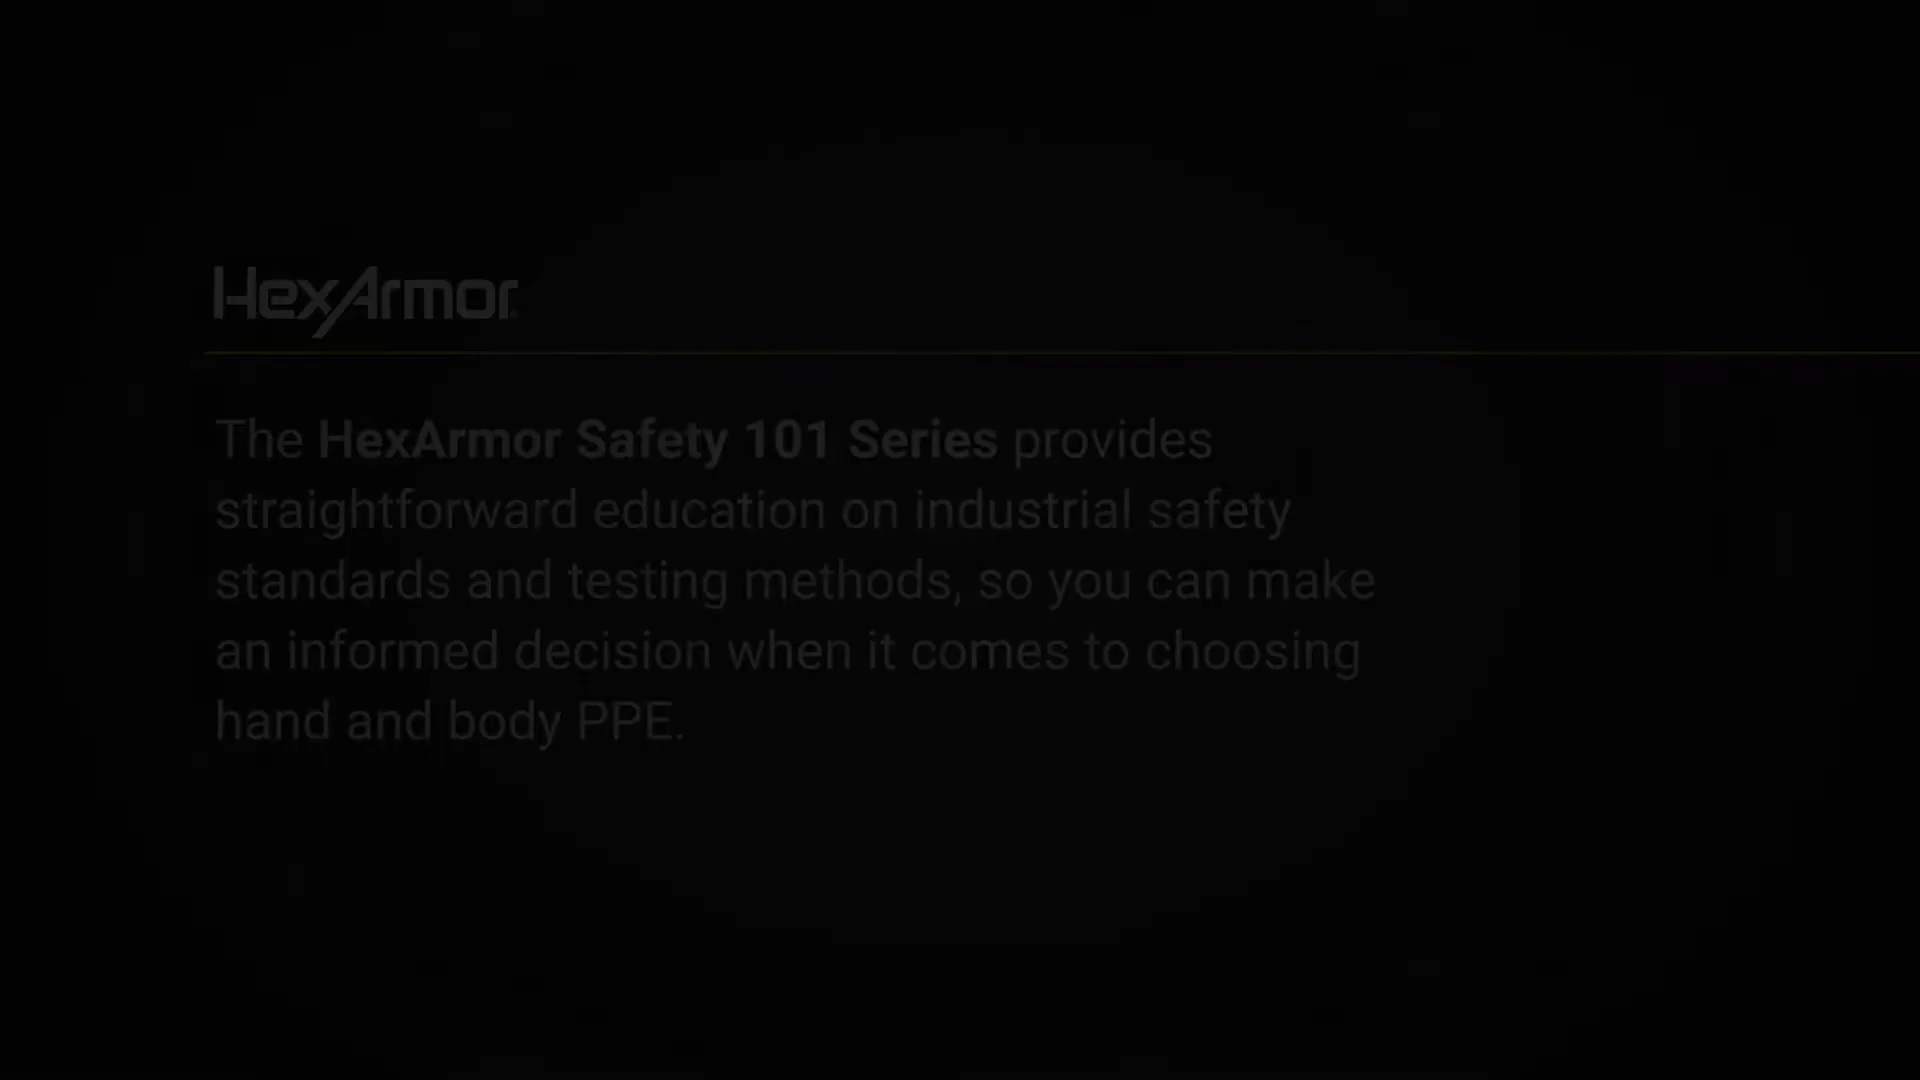 HexArmor
The HexArmor Safety 101 Series provides
straightforward education on industrial safety
standards and testing methods, so you can make
an informed decision when it comes to choosing
hand and body PPE.